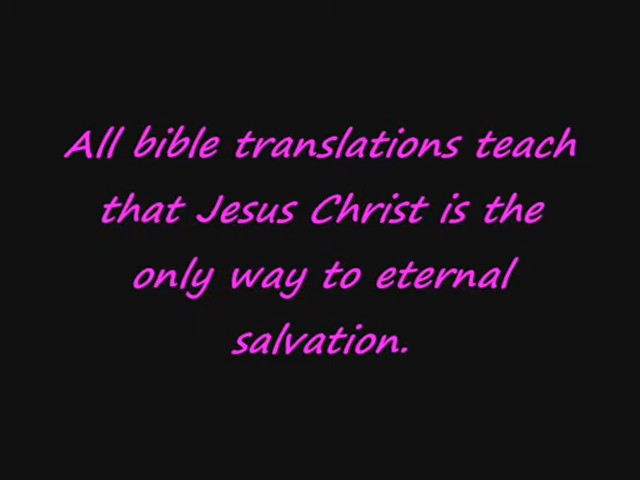 All bible translations teach
that Jesus Christ is the
only way to eternal
salvation.